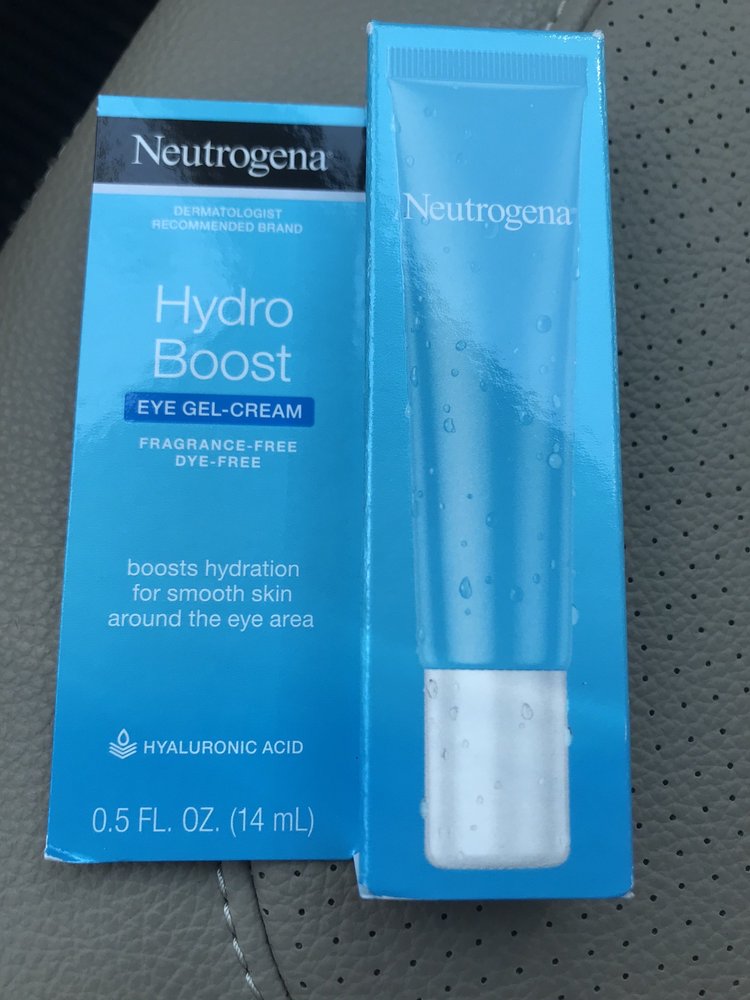 Neutrogena
DERMATOLOGIST
RECOMMENDED BRAND
Hydro
Boost
EYE GEL-CREAM
FRAGRANCE-FREE
DYE-FREE
boosts hydration
for smooth skin
around the eye area
HYALURONIC ACID
0.5 FL. OZ. (14 mL)
Neutrogena